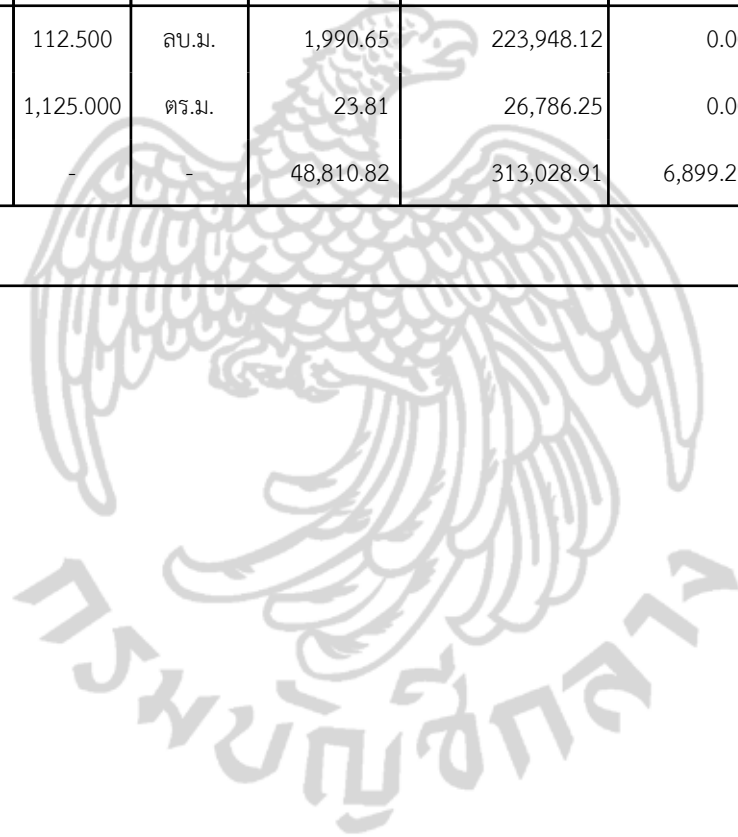 112.500 ลบ.ม. 1,990.65 223,948.12 0.0
1,125.000 ตร.ม. 23.81 26,786.25 0.0
- - 48,810.82 313,028.91 6,899.2
กรมบัญชีกลาง